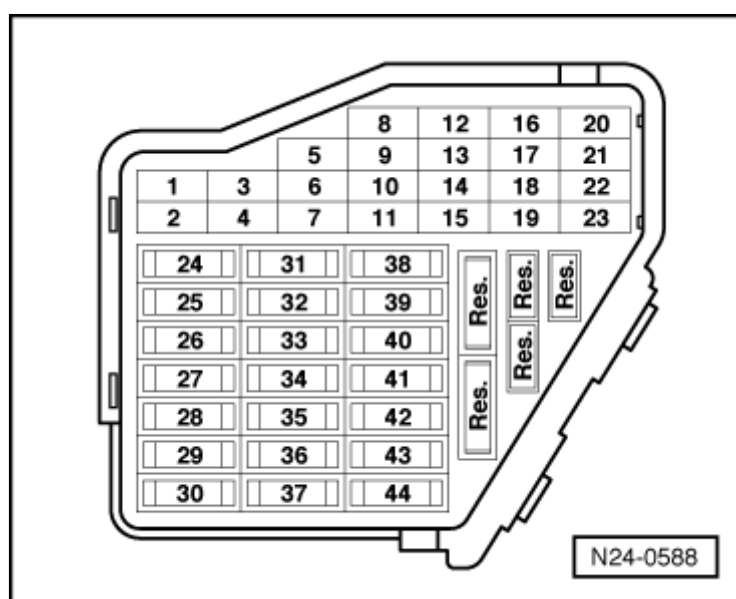 8 12 16 20
5 9 13 17 21
1 3 6 10 14 18 22
2 4 7 11 15 19 23
24 31 38 Res. Res. Res.
25 32 39
26 33 40
27 34 41 Res. Res.
28 35 42
29 36 43
30 37 44
N24-0588